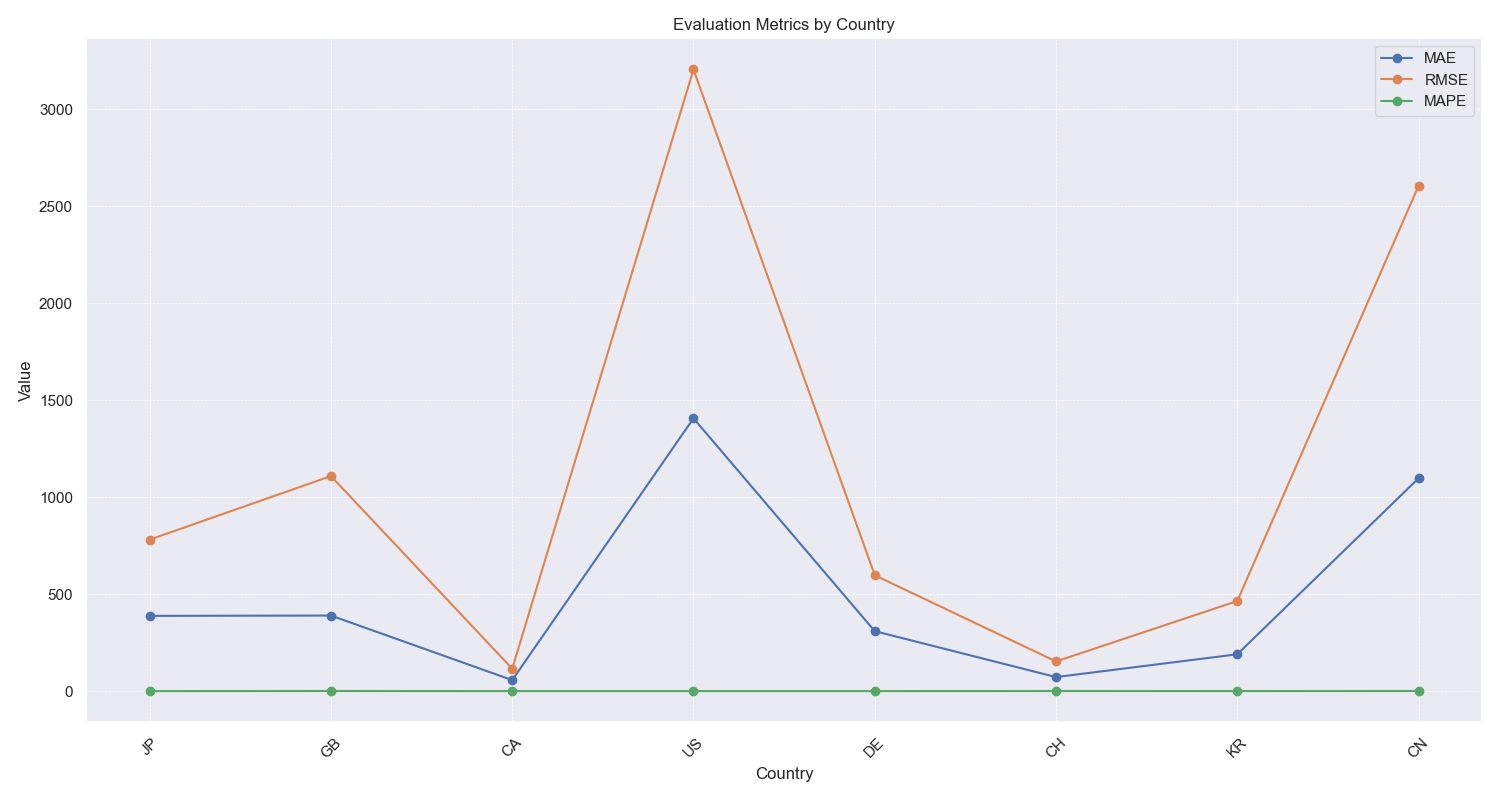 Evaluation Metrics by Country
MAE
RMSE
MAPE
3000
2500
2000
1500
1000
500
0
Value
JP
GB
CA
US
DE
CH
KR
CN
Country